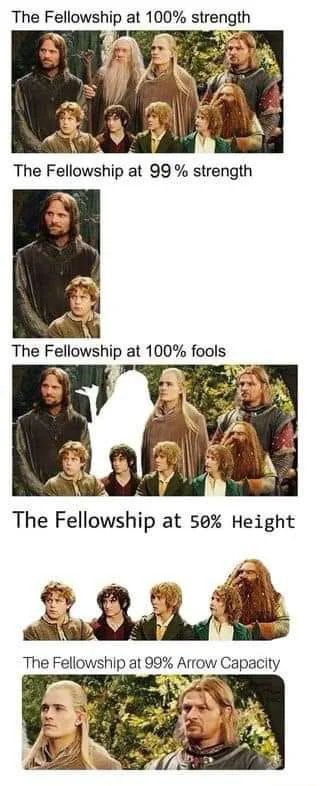 The Fellowship at 100% strength
The Fellowship at 99% strength
The Fellowship at 100% fools
The Fellowship at 50% Height
The Fellowship at 99% Arrow Capacity